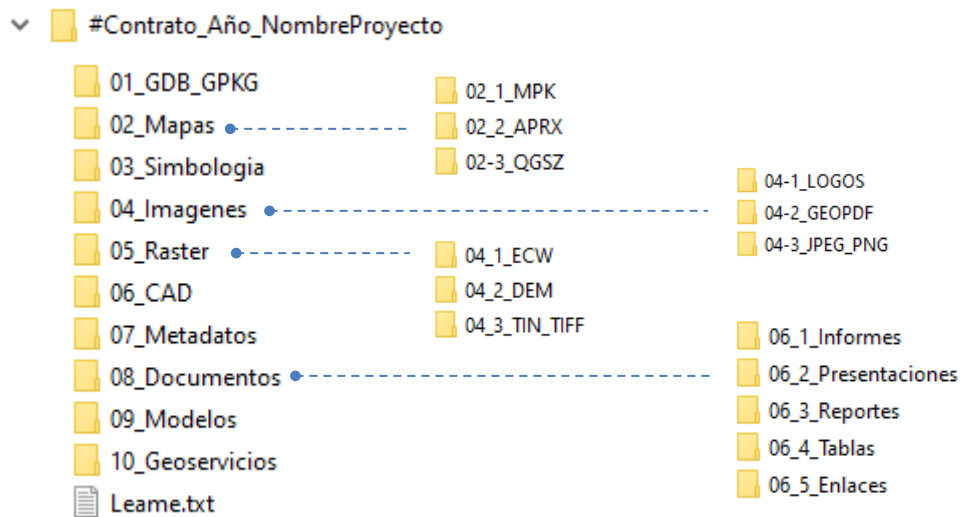 #Contrato_Año_NombreProyecto
01_GDB_GPKG
02_Mapas
03_Simbologia
04_Imagenes
05_Raster
06_CAD
07_Metadatos
08_Documentos
09_Modelos
10_Geoservicios
Leame.txt
02_1_MPK
02_2_APRX
02-3_QGSZ
04_1_ECW
04_2_DEM
04_3_TIN_TIFF
04-1_LOGOS
04-2_GEOPDF
04-3_JPEG_PNG
06_1_Informes
06_2_Presentaciones
06_3_Reportes
06_4_Tablas
06_5_Enlaces